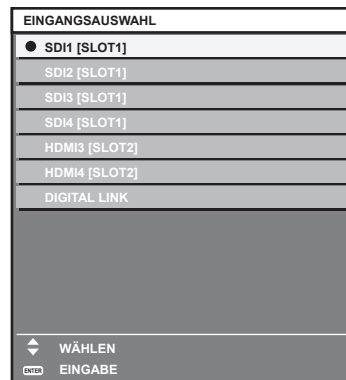 EINGANGSAUSWAHL
SDI1 [SLOT1]
SDI2 [SLOT1]
SDI3 [SLOT1]
SDI4 [SLOT1]
HDMI3 [SLOT2]
HDMI4 [SLOT2]
DIGITAL LINK
WÄHLEN
ENTER EINGABE